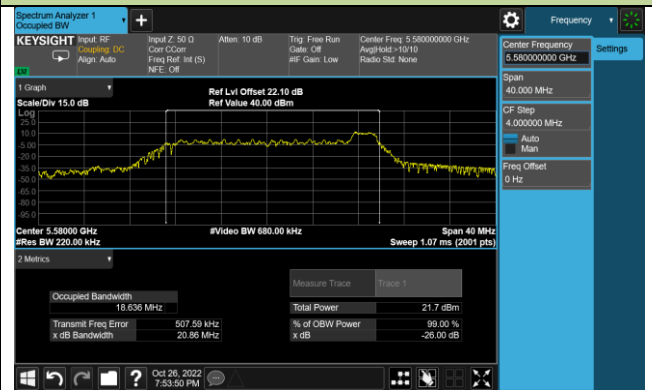 Spectrum Analyzer 1
Occupied BW
Frequency
KEYSIGHT
Input: RF
Coupling: DC
Align: Auto
Input Z: 50 Ω
Corr CCorr
Freq Ref: Int (S)
NFE: Off
Atten: 10 dB
Trig: Free Run
Gate: Off
#IF Gain: Low
Center Freq: 5.580000000 GHz
Avg|Hold:>10/10
Radio Std: None
LXI
Center Frequency
5.580000000 GHz
Settings
Span
40.000 MHz
CF Step
4.000000 MHz
Auto
Man
Freq Offset
0 Hz
1 Graph
Scale/Div 15.0 dB
Ref Lvl Offset 22.10 dB
Ref Value 40.00 dBm
Log
25.0
10.0
-5.00
-20.0
-35.0
-50.0
-65.0
-80.0
-95.0
Center 5.58000 GHz
#Res BW 220.00 kHz
#Video BW 680.00 kHz
Span 40 MHz
Sweep 1.07 ms (2001 pts)
2 Metrics
Measure Trace
Trace 1
Occupied Bandwidth
18.636 MHz
Total Power
21.7 dBm
Transmit Freq Error
507.59 kHz
% of OBW Power
99.00 %
x dB Bandwidth
20.86 MHz
x dB
-26.00 dB
?
Oct 26, 2022
7:53:50 PM